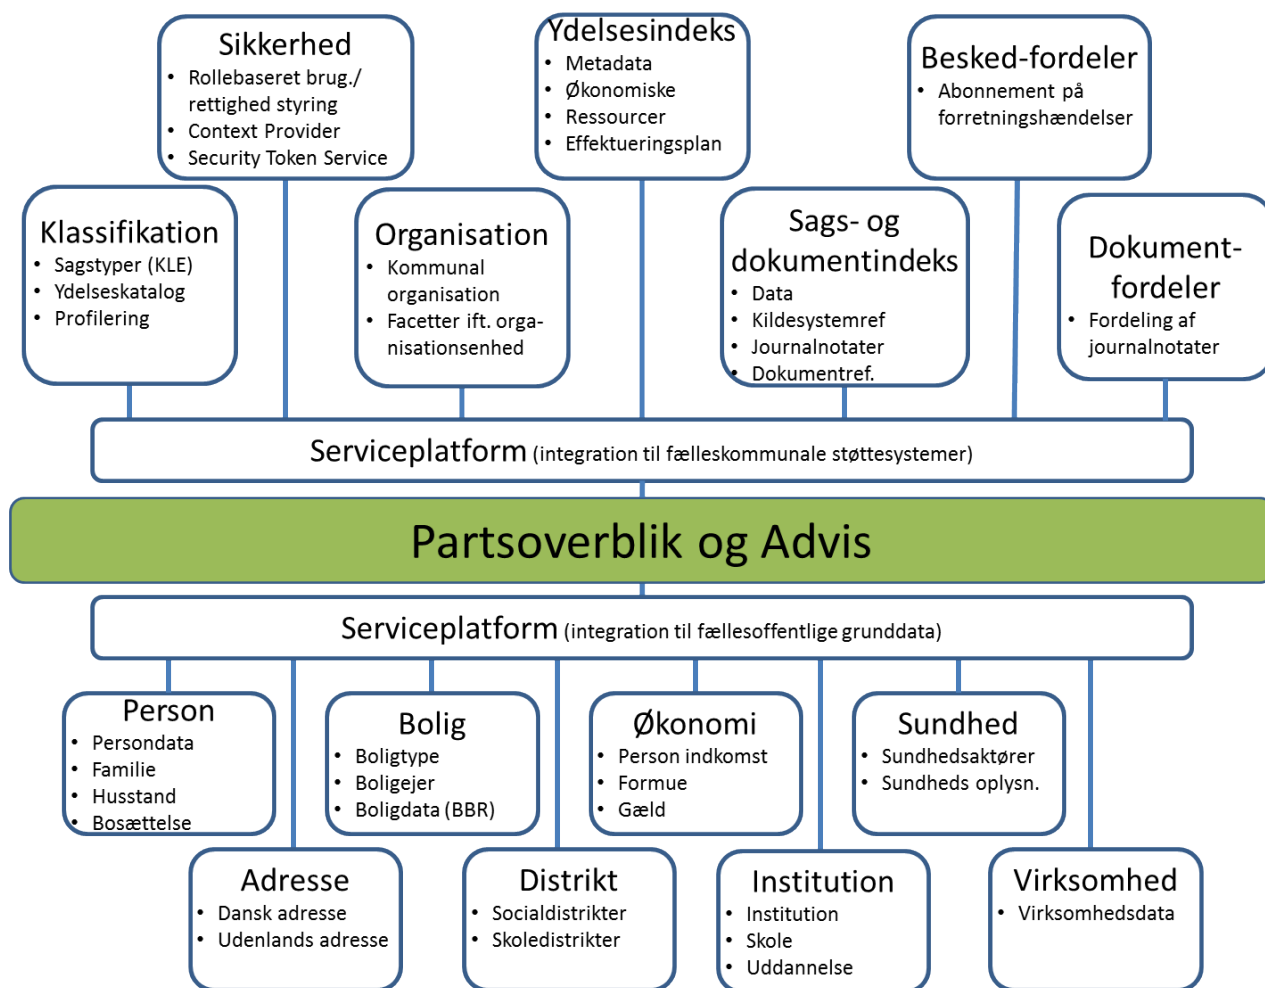 Sikkerhed
• Rollebaseret brug./
rettighed styring
• Context Provider
• Security Token Service
Ydelsesindeks
• Metadata
• Økonomiske
• Ressourcer
• Effektueringsplan
Besked-fordeler
• Abonnement på
forretningshændelser
Klassifikation
• Sagstyper (KLE)
• Ydelseskatalog
• Profilering
Organisation
• Kommunal
organisation
• Facetter ift. orga-
nisationsenhed
Sags- og
dokumentindeks
• Data
• Kildesystemref
• Journalnotater
• Dokumentref.
Dokument-
fordeler
• Fordeling af
journalnotater
Serviceplatform (integration til fælleskommunale støttesystemer)
Partsoverblik og Advis
Serviceplatform (integration til fællesoffentlige grunddata)
Person
• Persondata
• Familie
• Husstand
• Bosættelse
Bolig
• Boligtype
• Boligejer
• Boligdata (BBR)
Økonomi
• Person indkomst
• Formue
• Gæld
Sundhed
• Sundhedsaktører
• Sundheds oplysn.
Adresse
• Dansk adresse
• Udenlands adresse
Distrikt
• Socialdistrikter
• Skoledistrikter
Institution
• Institution
• Skole
• Uddannelse
Virksomhed
• Virksomhedsdata